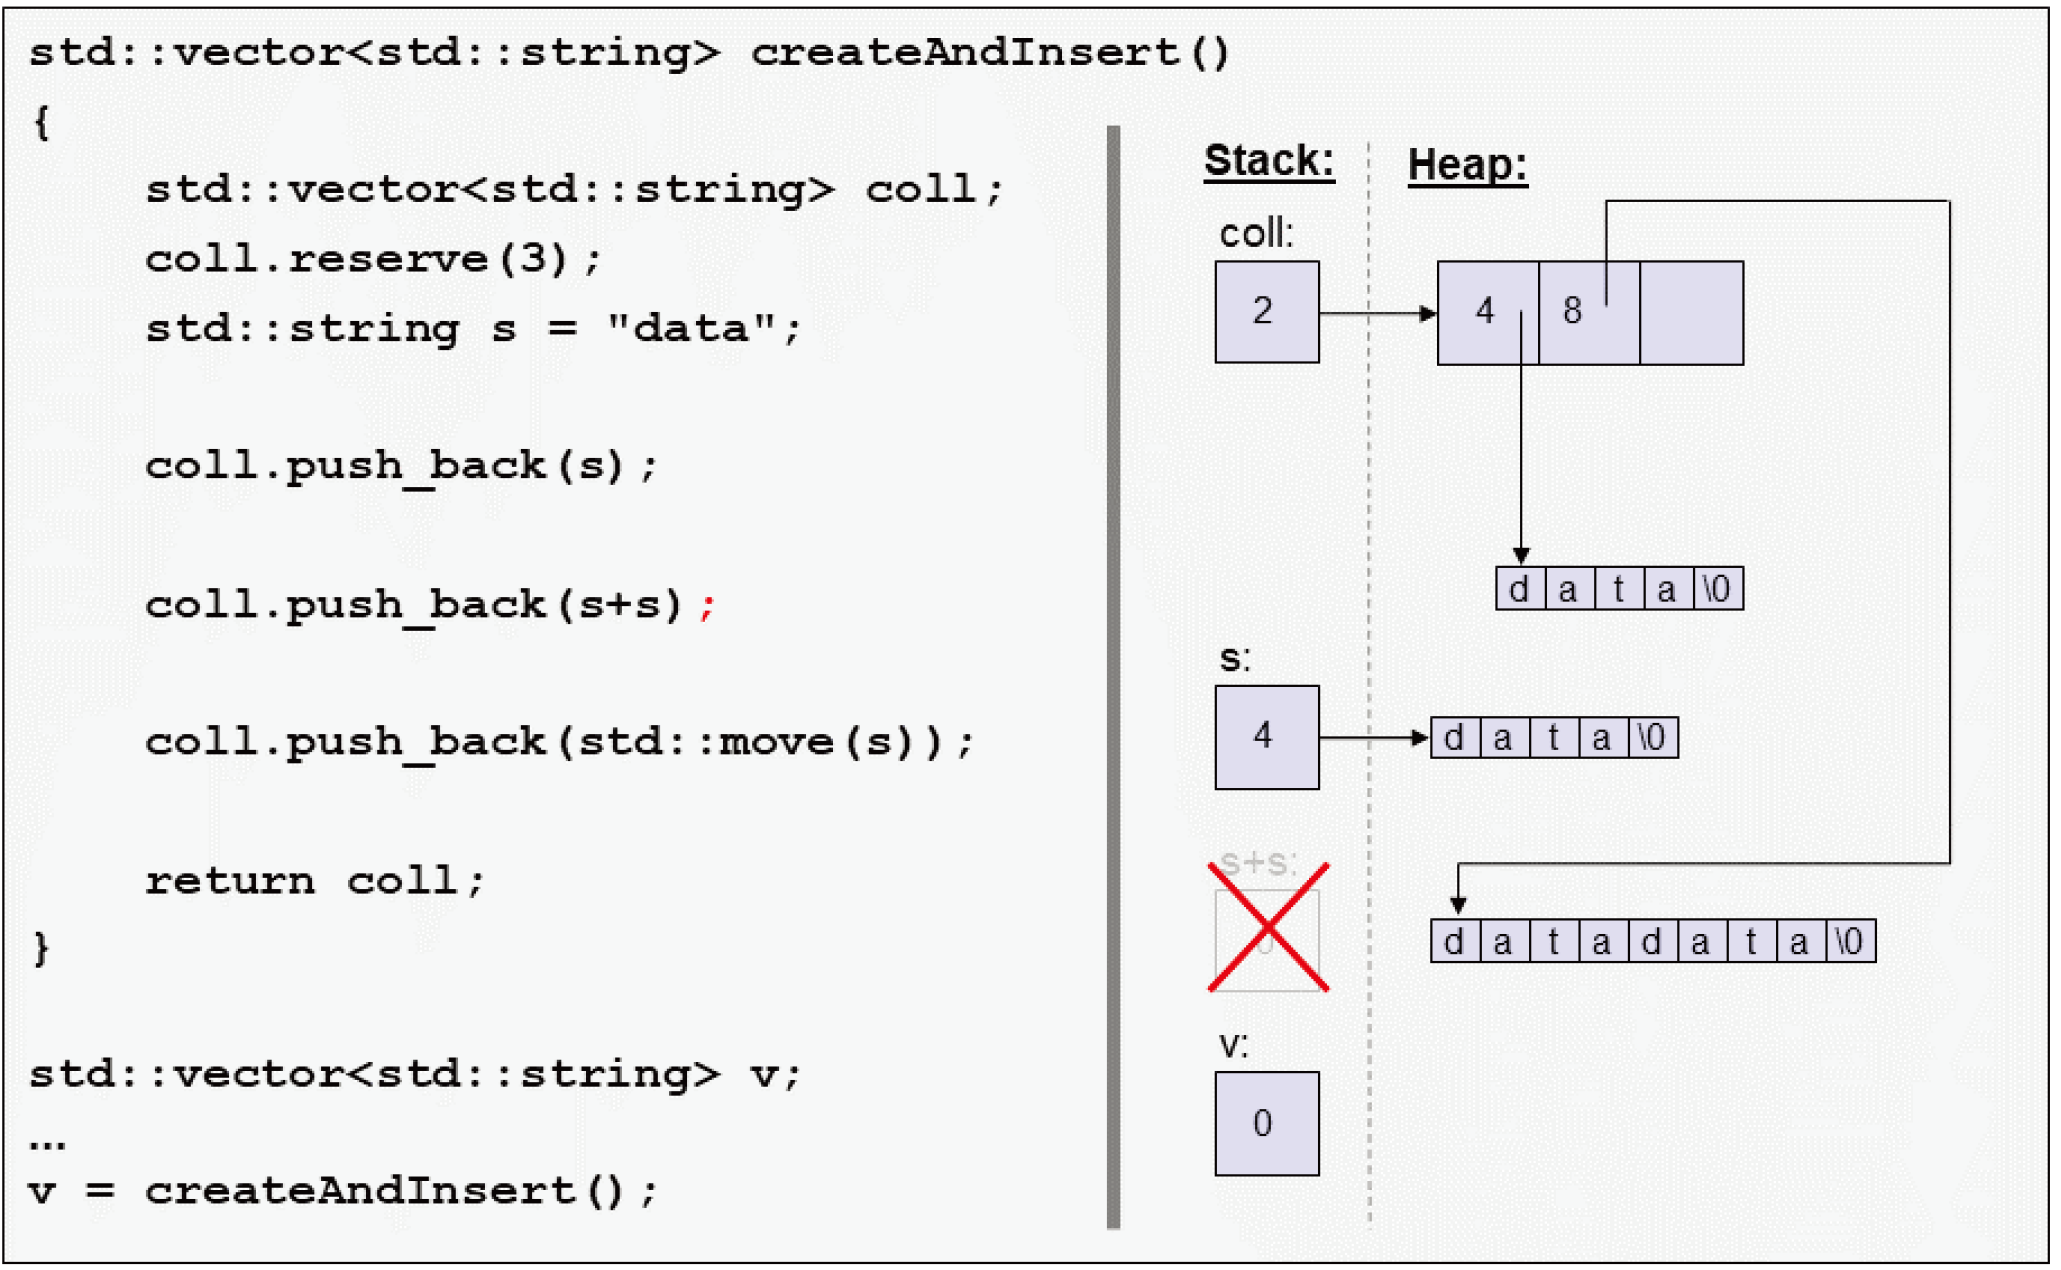 std::vector<std::string> createAndInsert()
{
std::vector<std::string> coll;
coll.reserve(3);
std::string s = "data";
coll.push_back(s);
coll.push_back(s+s);
coll.push_back(std::move(s));
return coll;
}
std::vector<std::string> v;
...
v = createAndInsert();
Stack: Heap:
coll:
2 4 8
d a t a \0
s:
4 d a t a \0
s+s:
0 d a t a d a t a \0
v:
0